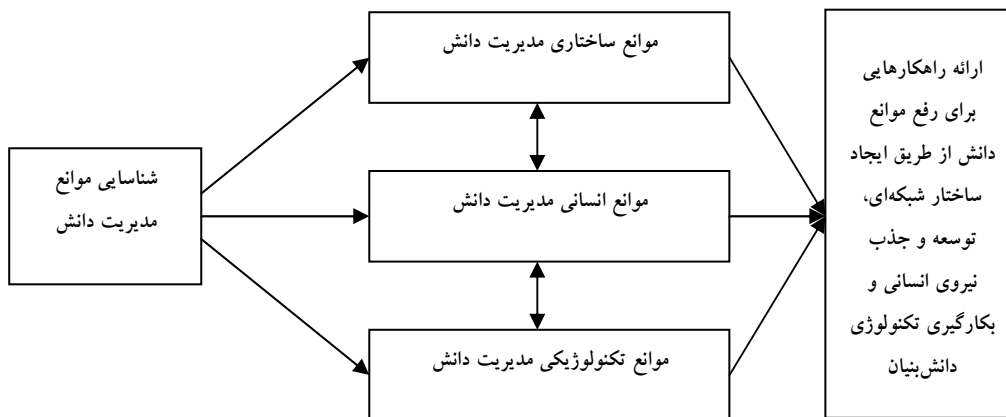 موانع ساختاری مدیریت دانش
شناسایی موانع
مدیریت دانش
موانع انسانی مدیریت دانش
موانع تکنولوژیکی مدیریت دانش
ارائه راهکارهایی
برای رفع موانع
دانش از طریق ایجاد
ساختار شبکه‌ای،
توسعه و جذب
نیروی انسانی و
بکارگیری تکنولوژی
دانش‌بنیان